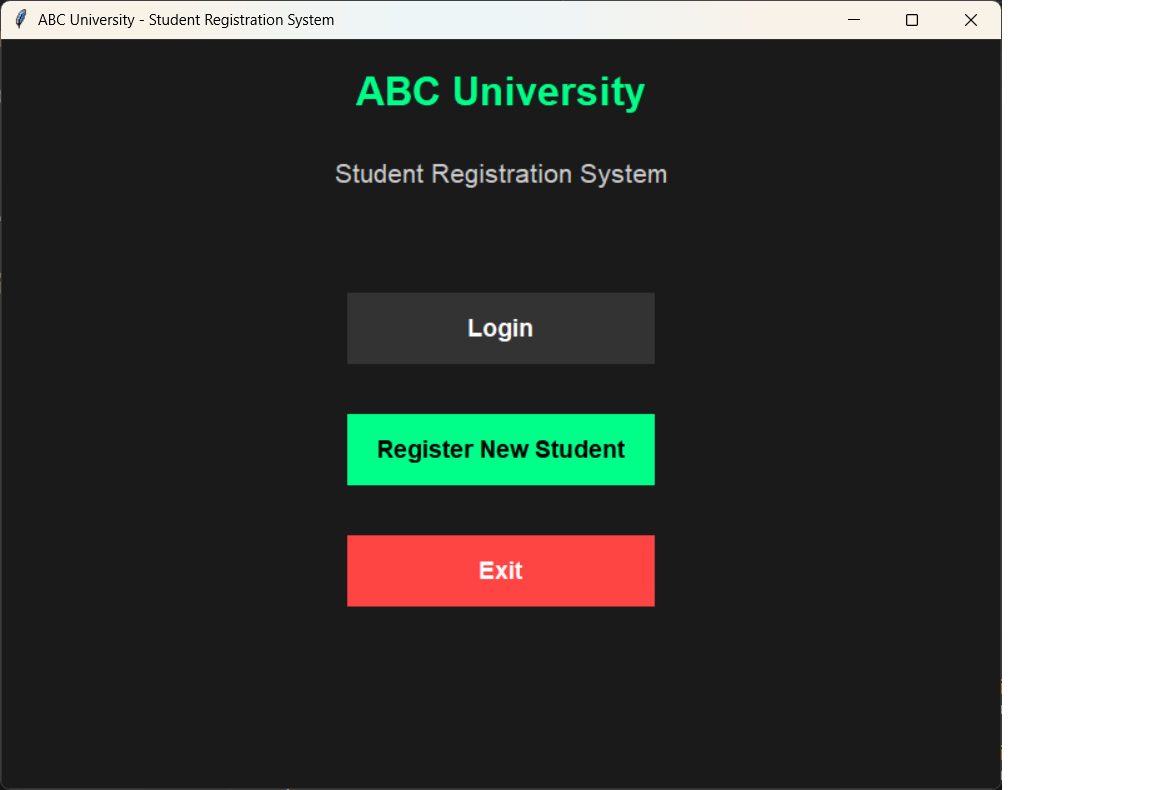 ABC University - Student Registration System
ABC University
Student Registration System
Login
Register New Student
Exit